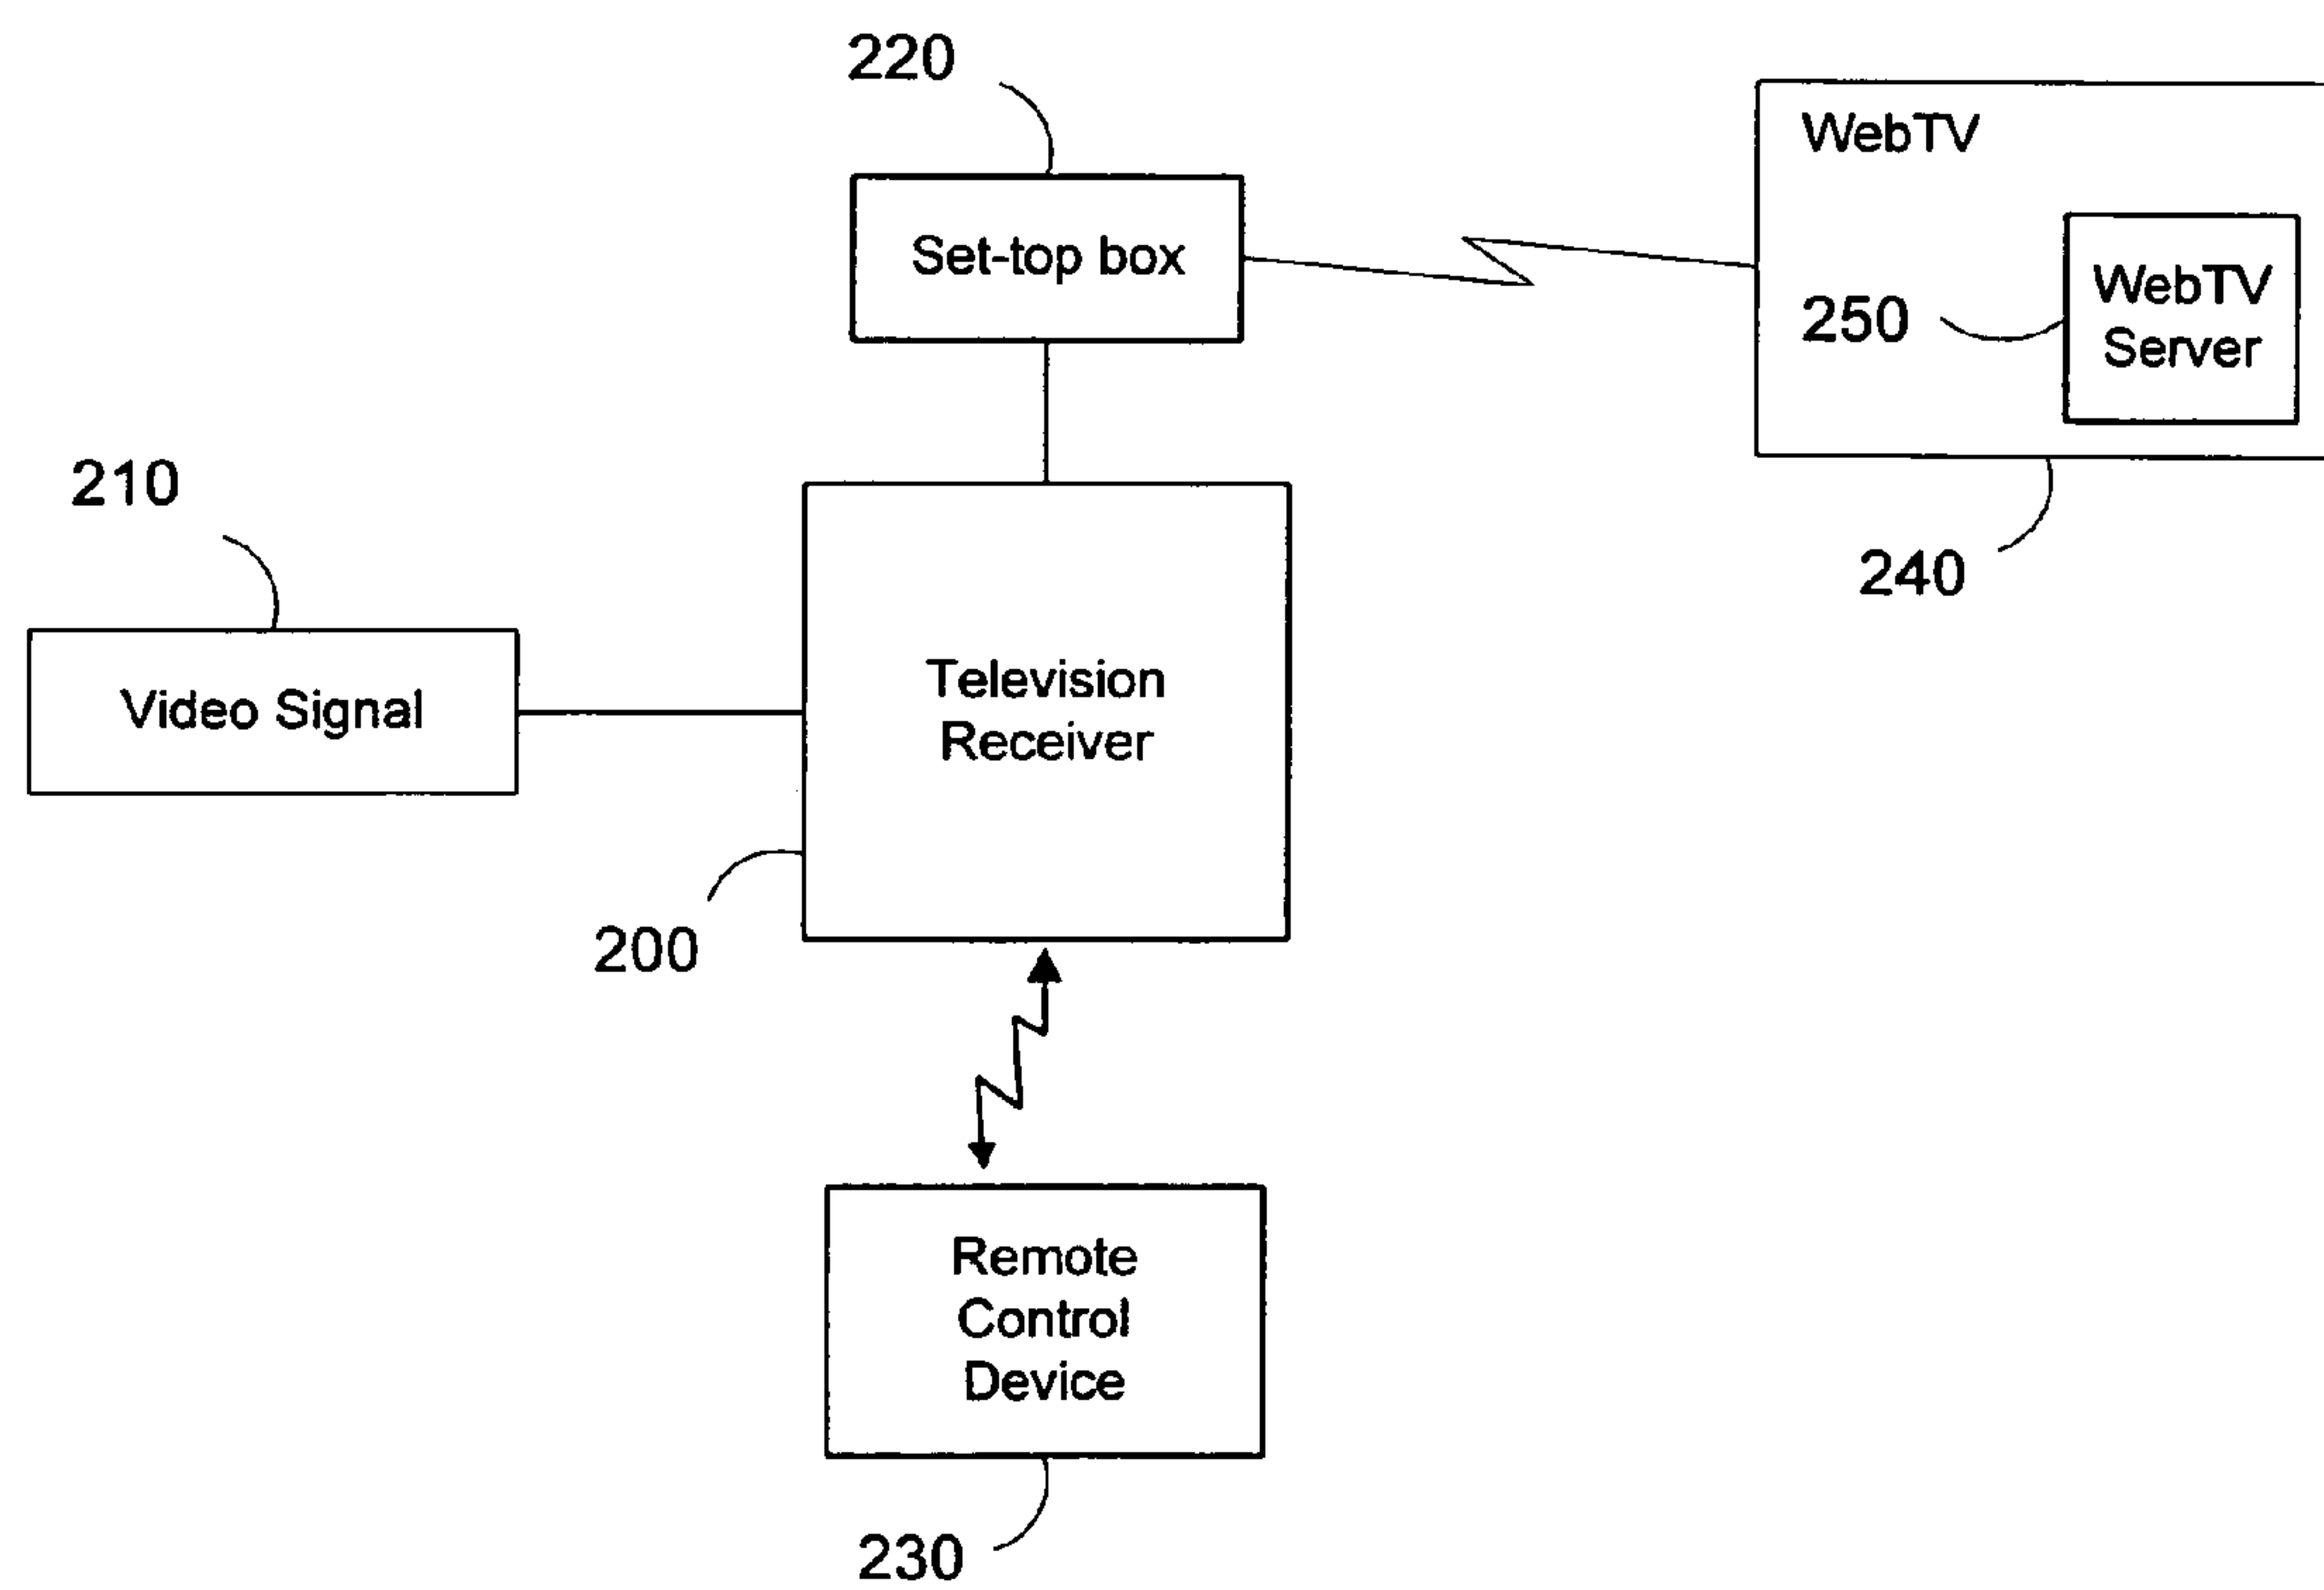 220
WebTV
Set-top box
250
WebTV
Server
210
240
Video Signal
Television
Receiver
200
Remote
Control
Device
230